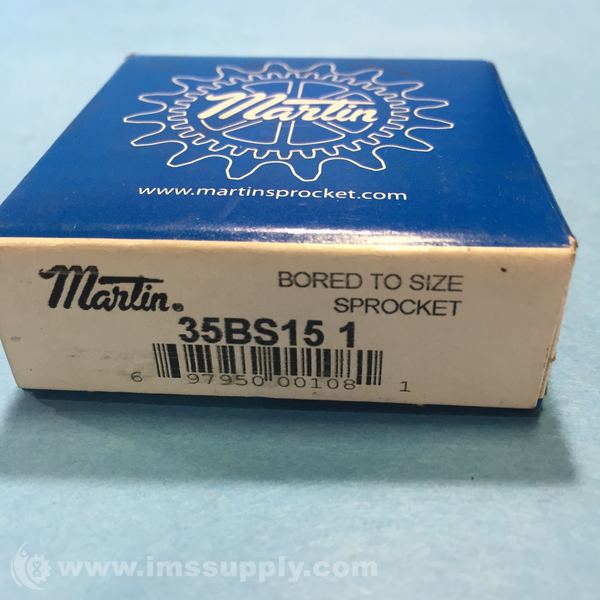 Martin
www.martinsprocket.com
Martin®
BORED TO SIZE
SPROCKET
35BS15 1
6 97950 00108 1
www.imssupply.com